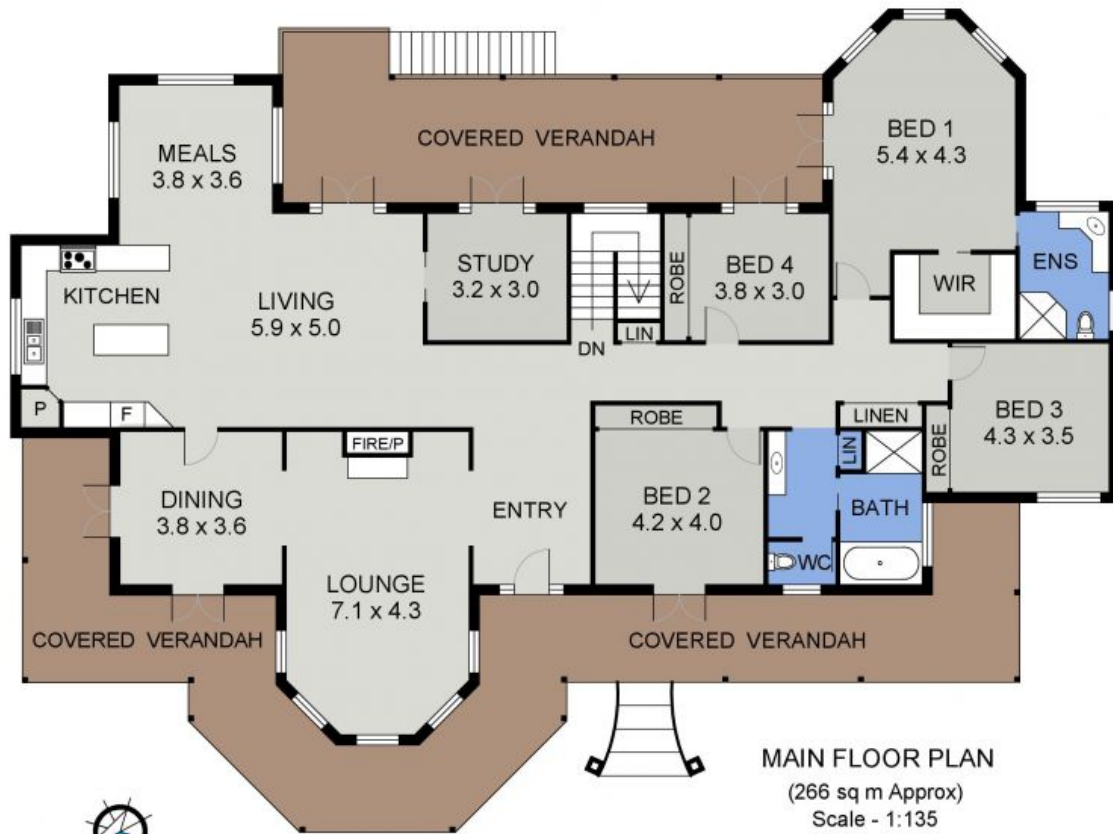 COVERED VERANDAH
BED 1
5.4 x 4.3
MEALS
3.8 x 3.6
KITCHEN
LIVING
5.9 x 5.0
STUDY
3.2 x 3.0
ROBE
BED 4
3.8 x 3.0
WIR
ENS
DN
LIN
P
F
FIRE/P
ROBE
LINEN
LIN
ROBE
BED 3
4.3 x 3.5
DINING
3.8 x 3.6
ENTRY
BED 2
4.2 x 4.0
BATH
WC
LOUNGE
7.1 x 4.3
COVERED VERANDAH
COVERED VERANDAH
MAIN FLOOR PLAN
(266 sq m Approx)
Scale - 1:135